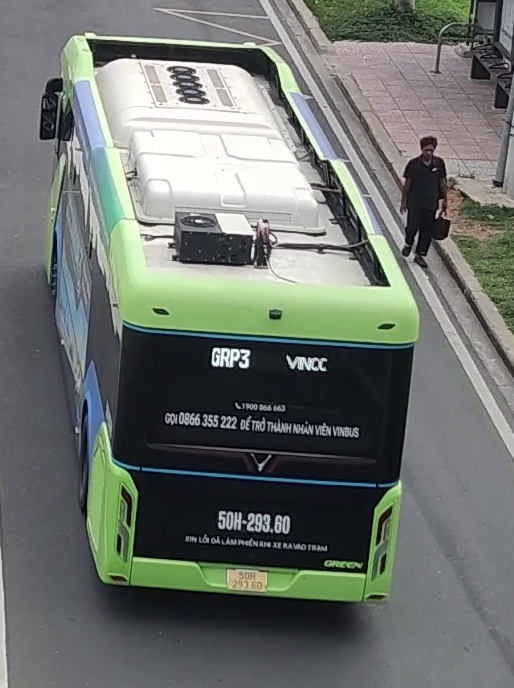 GRP3 VINCC
1900 866 663
GỌI 0866 355 222 ĐỂ TRỞ THÀNH NHÂN VIÊN VINBUS
50H-293.60
XIN LỖI ĐÃ LÀM PHIỀN KHI XE RA VÀO TRẠM
GREEN
50H
293.60